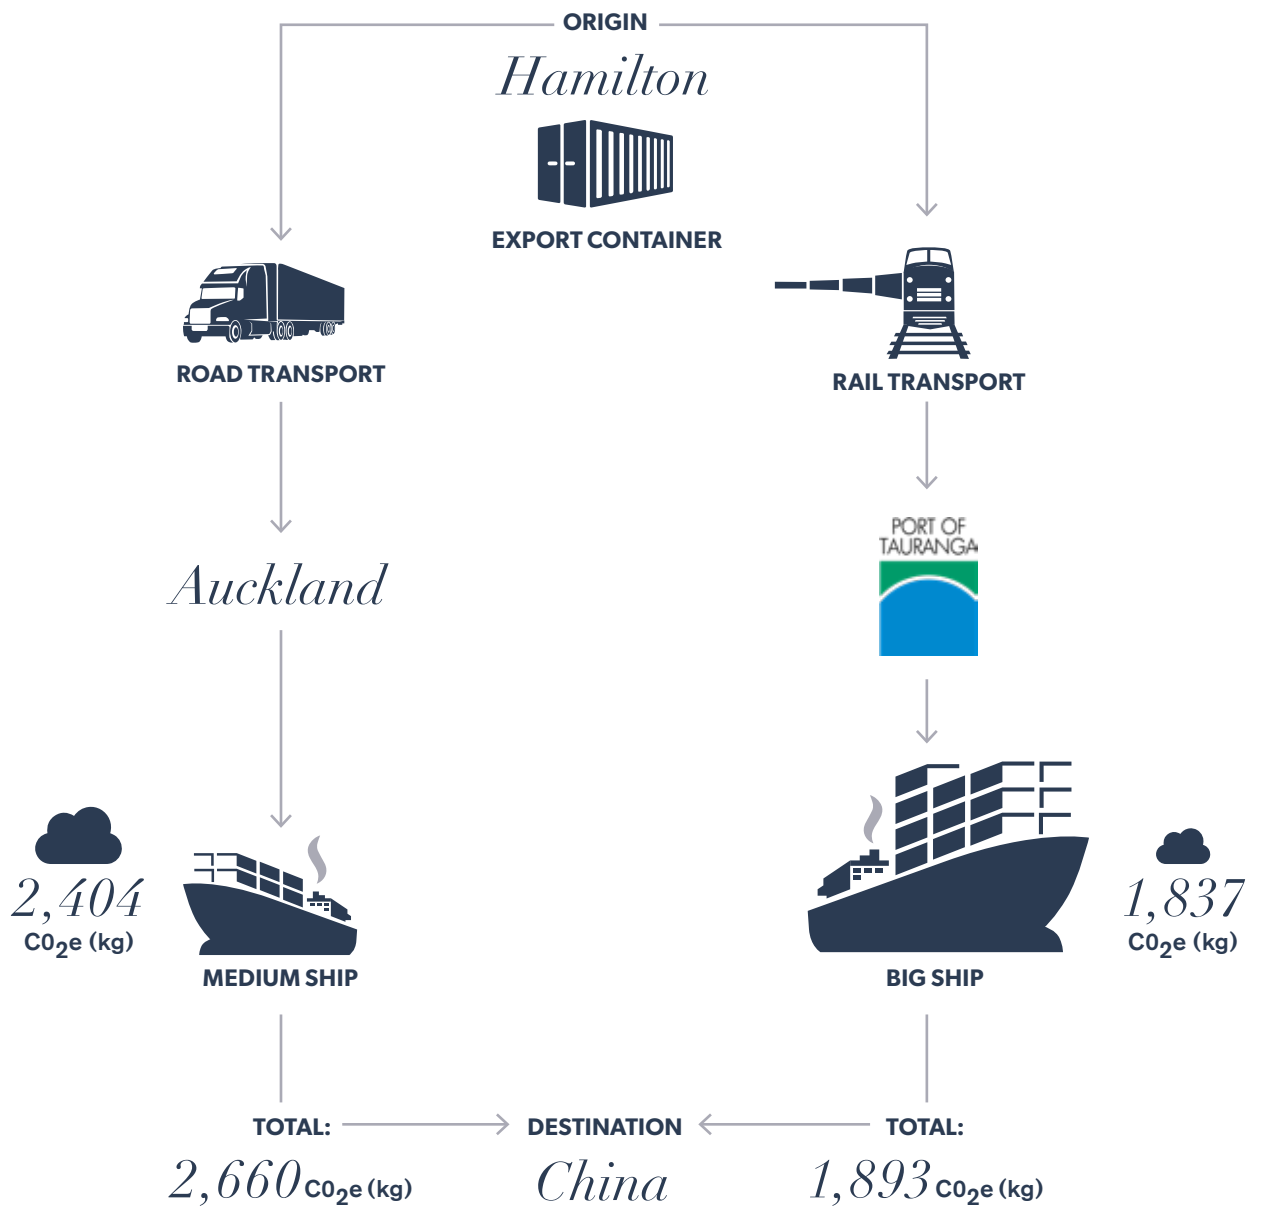 ORIGIN
Hamilton
EXPORT CONTAINER
ROAD TRANSPORT
RAIL TRANSPORT
Auckland
PORT OF
TAURANGA
2,404
C0₂e (kg)
MEDIUM SHIP
1,837
C0₂e (kg)
BIG SHIP
TOTAL:
2,660 C0₂e (kg)
DESTINATION
China
TOTAL:
1,893 C0₂e (kg)